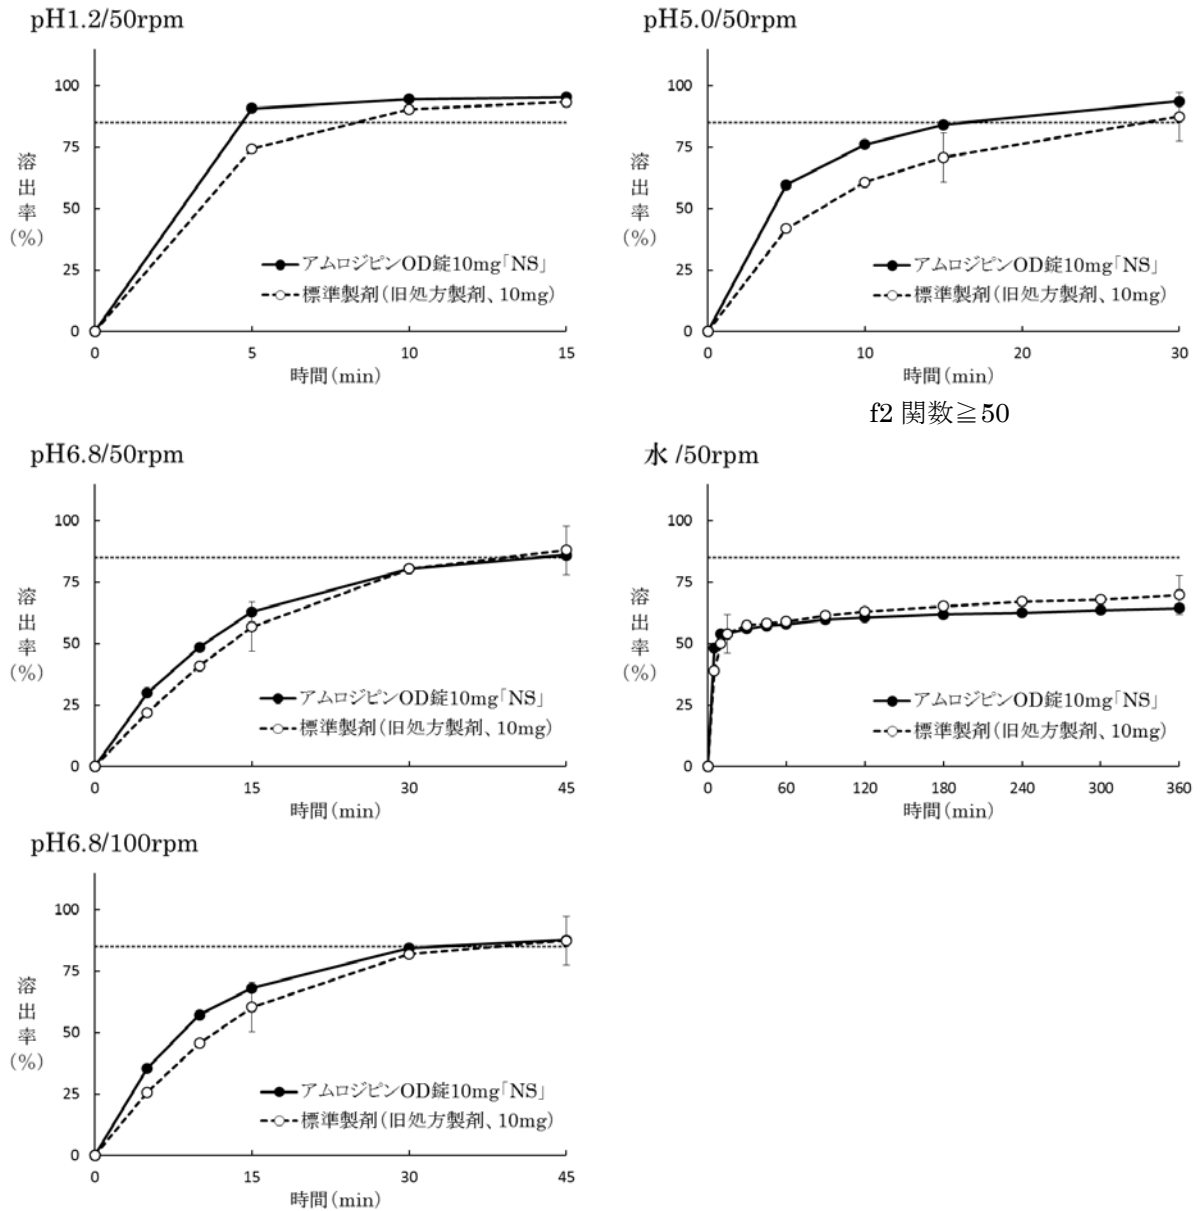 pH1.2/50rpm
100
75
50
25
0
溶出率(%)
アムロジピンOD錠10mg「NS」
標準製剤(旧処方製剤、10mg)
0 5 10 15
時間(min)
pH5.0/50rpm
100
75
50
25
0
溶出率(%)
アムロジピンOD錠10mg「NS」
標準製剤(旧処方製剤、10mg)
0 10 20 30
時間(min)
f2 関数≧50
pH6.8/50rpm
100
75
50
25
0
溶出率(%)
アムロジピンOD錠10mg「NS」
標準製剤(旧処方製剤、10mg)
0 15 30 45
時間(min)
水 /50rpm
100
75
50
25
0
溶出率(%)
アムロジピンOD錠10mg「NS」
標準製剤(旧処方製剤、10mg)
0 60 120 180 240 300 360
時間(min)
pH6.8/100rpm
100
75
50
25
0
溶出率(%)
アムロジピンOD錠10mg「NS」
標準製剤(旧処方製剤、10mg)
0 15 30 45
時間(min)